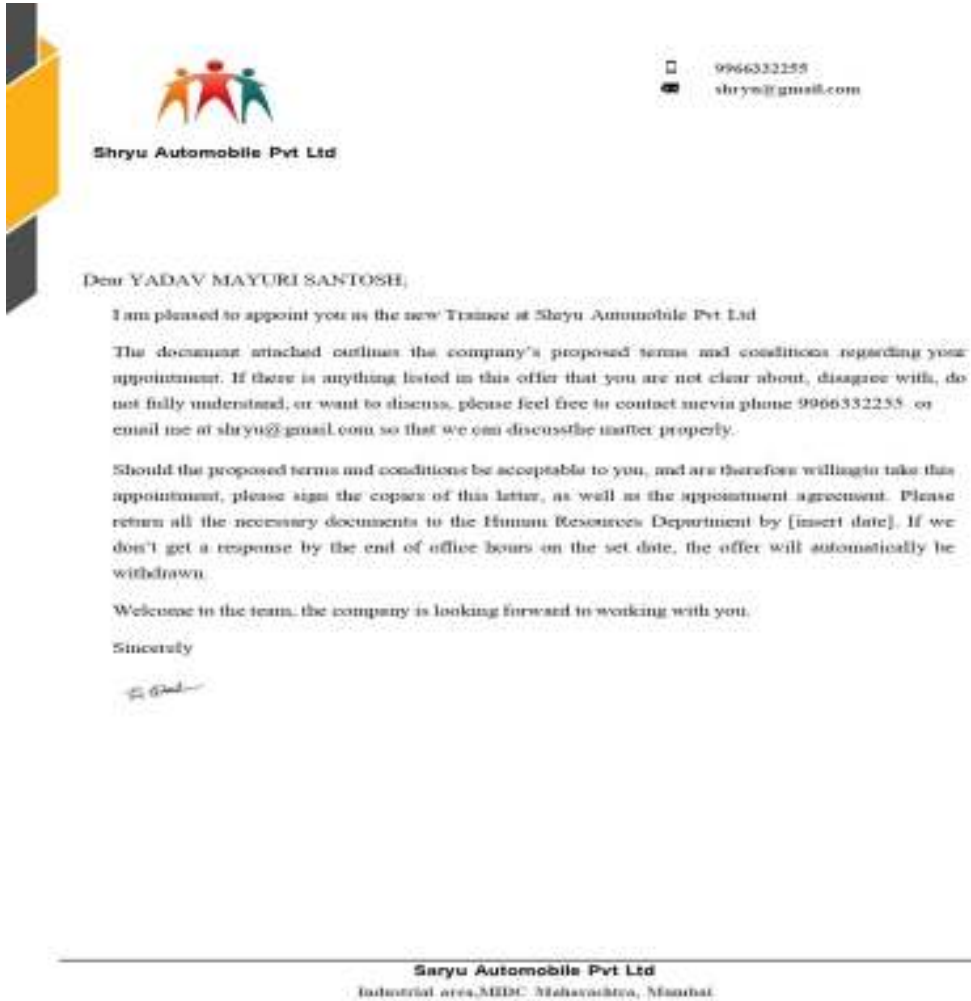 9966332255
shryu@gmail.com
Shryu Automobile Pvt Ltd
Dear YADAV MAYURI SANTOSH,
I am pleased to appoint you as the new Trainee at Shryu Automobile Pvt Ltd
The document attached outlines the company's proposed terms and conditions regarding your
appointment. If there is anything listed in this offer that you are not clear about, disagree with, do
not fully understand, or want to discuss, please feel free to contact mevia phone 9966332255 or
email me at shryu@gmail.com so that we can discussthe matter properly.
Should the proposed terms and conditions be acceptable to you, and are therefore willingto take this
appointment, please sign the copies of this letter, as well as the appointment agreement. Please
return all the necessary documents to the Human Resources Department by [insert date]. If we
don't get a response by the end of office hours on the set date, the offer will automatically be
withdrawn.
Welcome to the team, the company is looking forward to working with you.
Sincerely
Saryu Automobile Pvt Ltd
Industrial area,MIDC Maharachtra, Mumbai